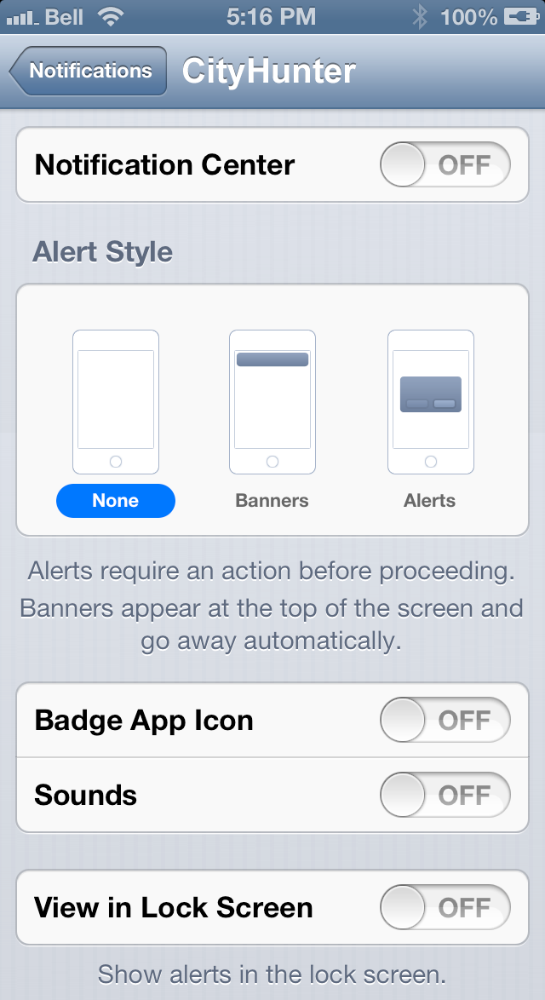 Bell 5:16 PM 100%
Notifications CityHunter
Notification Center OFF
Alert Style
None Banners Alerts
Alerts require an action before proceeding.
Banners appear at the top of the screen and
go away automatically.
Badge App Icon OFF
Sounds OFF
View in Lock Screen OFF
Show alerts in the lock screen.